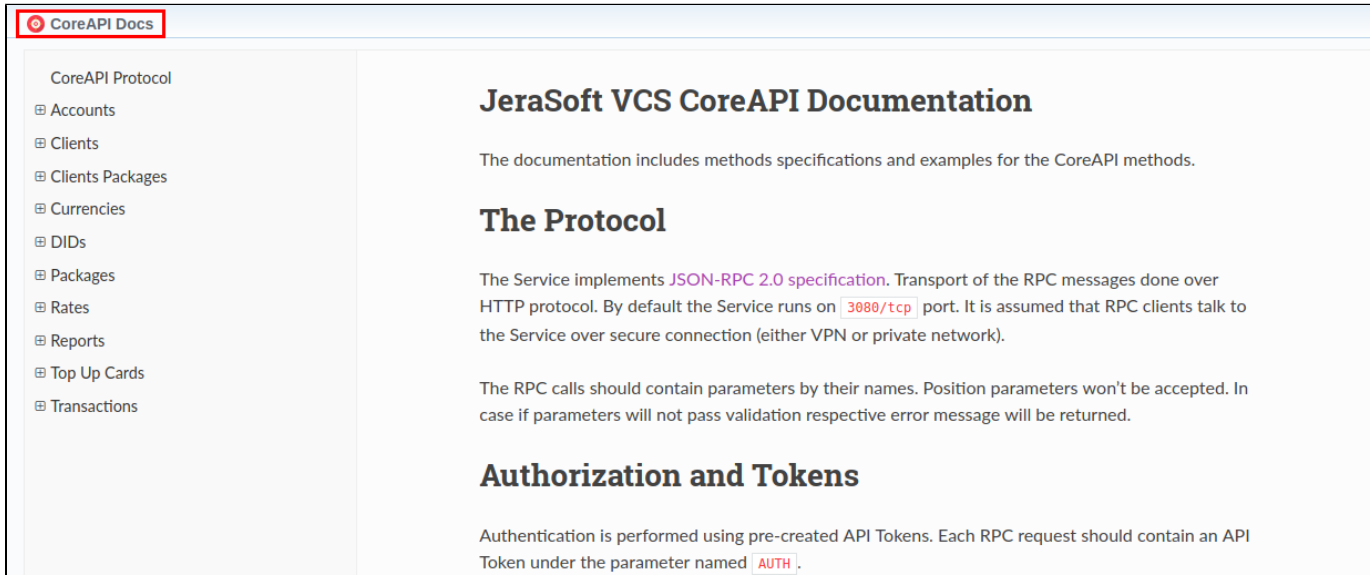 CoreAPI Docs
CoreAPI Protocol
Accounts
Clients
Clients Packages
Currencies
DIDs
Packages
Rates
Reports
Top Up Cards
Transactions
JeraSoft VCS CoreAPI Documentation
The documentation includes methods specifications and examples for the CoreAPI methods.
The Protocol
The Service implements JSON-RPC 2.0 specification. Transport of the RPC messages done over
HTTP protocol. By default the Service runs on 3080/tcp port. It is assumed that RPC clients talk to
the Service over secure connection (either VPN or private network).
The RPC calls should contain parameters by their names. Position parameters won’t be accepted. In
case if parameters will not pass validation respective error message will be returned.
Authorization and Tokens
Authentication is performed using pre-created API Tokens. Each RPC request should contain an API
Token under the parameter named AUTH.